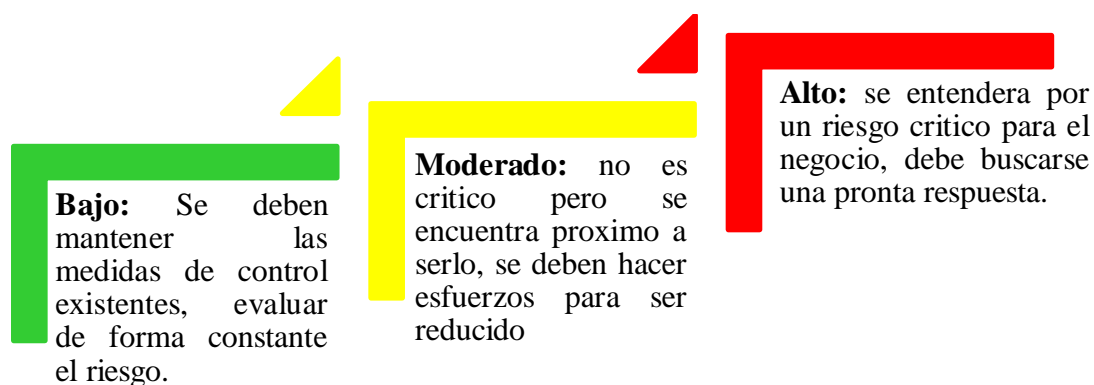 Bajo: Se deben
mantener las
medidas de control
existentes, evaluar
de forma constante
el riesgo.
Moderado: no es
critico pero se
encuentra proximo a
serlo, se deben hacer
esfuerzos para ser
reducido
Alto: se entendera por
un riesgo critico para el
negocio, debe buscarse
una pronta respuesta.